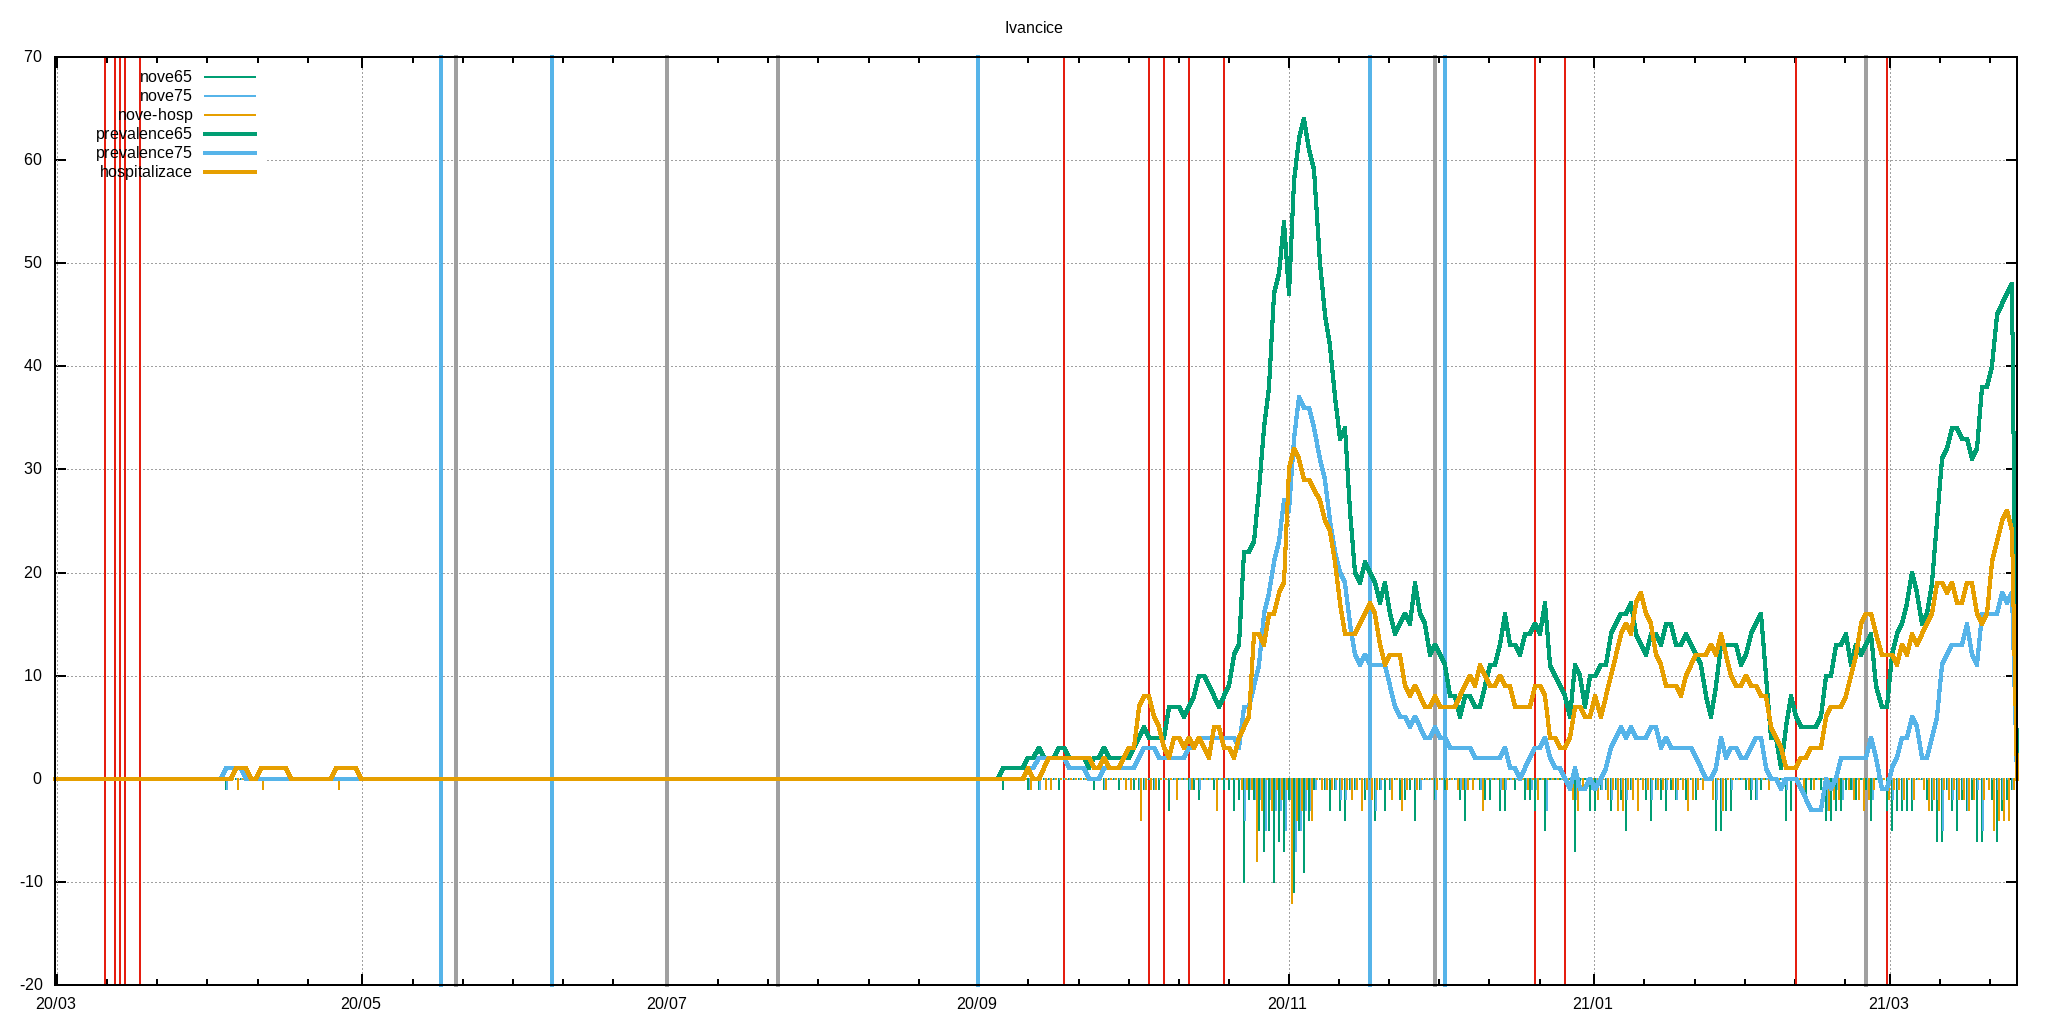 Ivancice
70
60
50
40
30
20
10
0
-10
-20
nove65
nove75
nove-hosp
prevalence65
prevalence75
hospitalizace
20/03 20/05 20/07 20/09 20/11 21/01 21/03